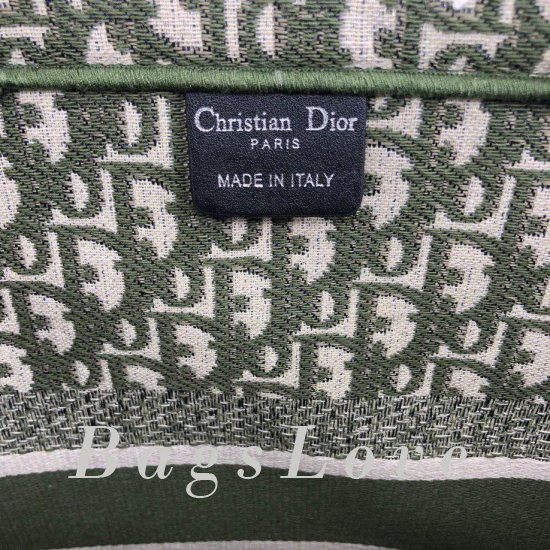 Christian Dior
PARIS
MADE IN ITALY
BagsLove